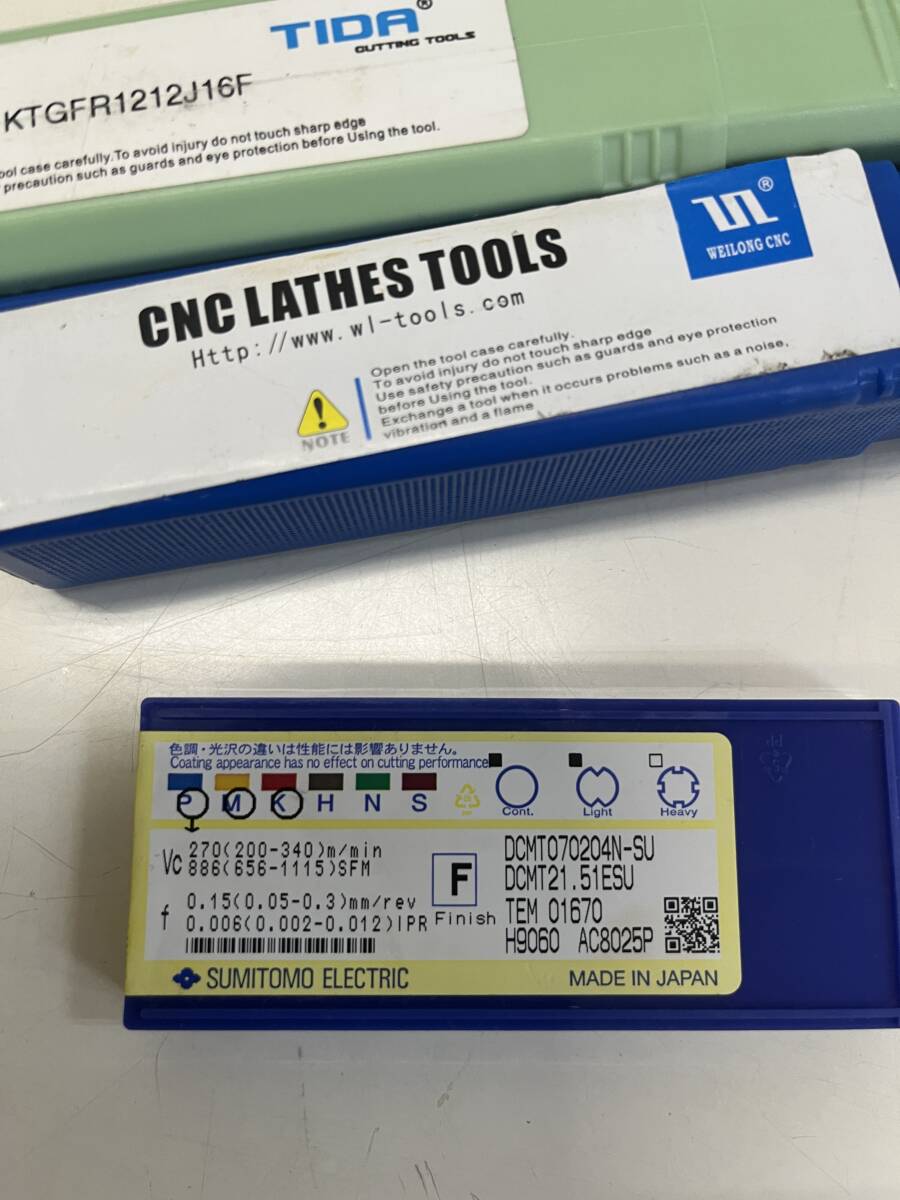 TIDA®
CUTTING TOOLS
KTGFR1212J16F
ool case carefully.To avoid injury do not touch sharp edge
precaution such as guards and eye protection before Using the tool.
WEILONG CNC
®
CNC LATHES TOOLS
Http://www.wl-tools.com
NOTE
Open the tool case carefully.
To avoid injury do not touch sharp edge
Use safety precaution such as guards and eye protection
before Using the tool.
Exchange a tool when it occurs problems such as a noise,
vibration and a flame
色調・光沢の違いは性能には影響ありません。
Coating appearance has no effect on cutting performance
P M K H N S
Cont. Light Heavy
Vc 270(200-340)m/min
886(656-1115)SFM
f 0.15(0.05-0.3)mm/rev
0.006(0.002-0.012)IPR
F
Finish
DCMT070204N-SU
DCMT21.51ESU
TEM 01670
H9060 AC8025P
SUMITOMO ELECTRIC
MADE IN JAPAN